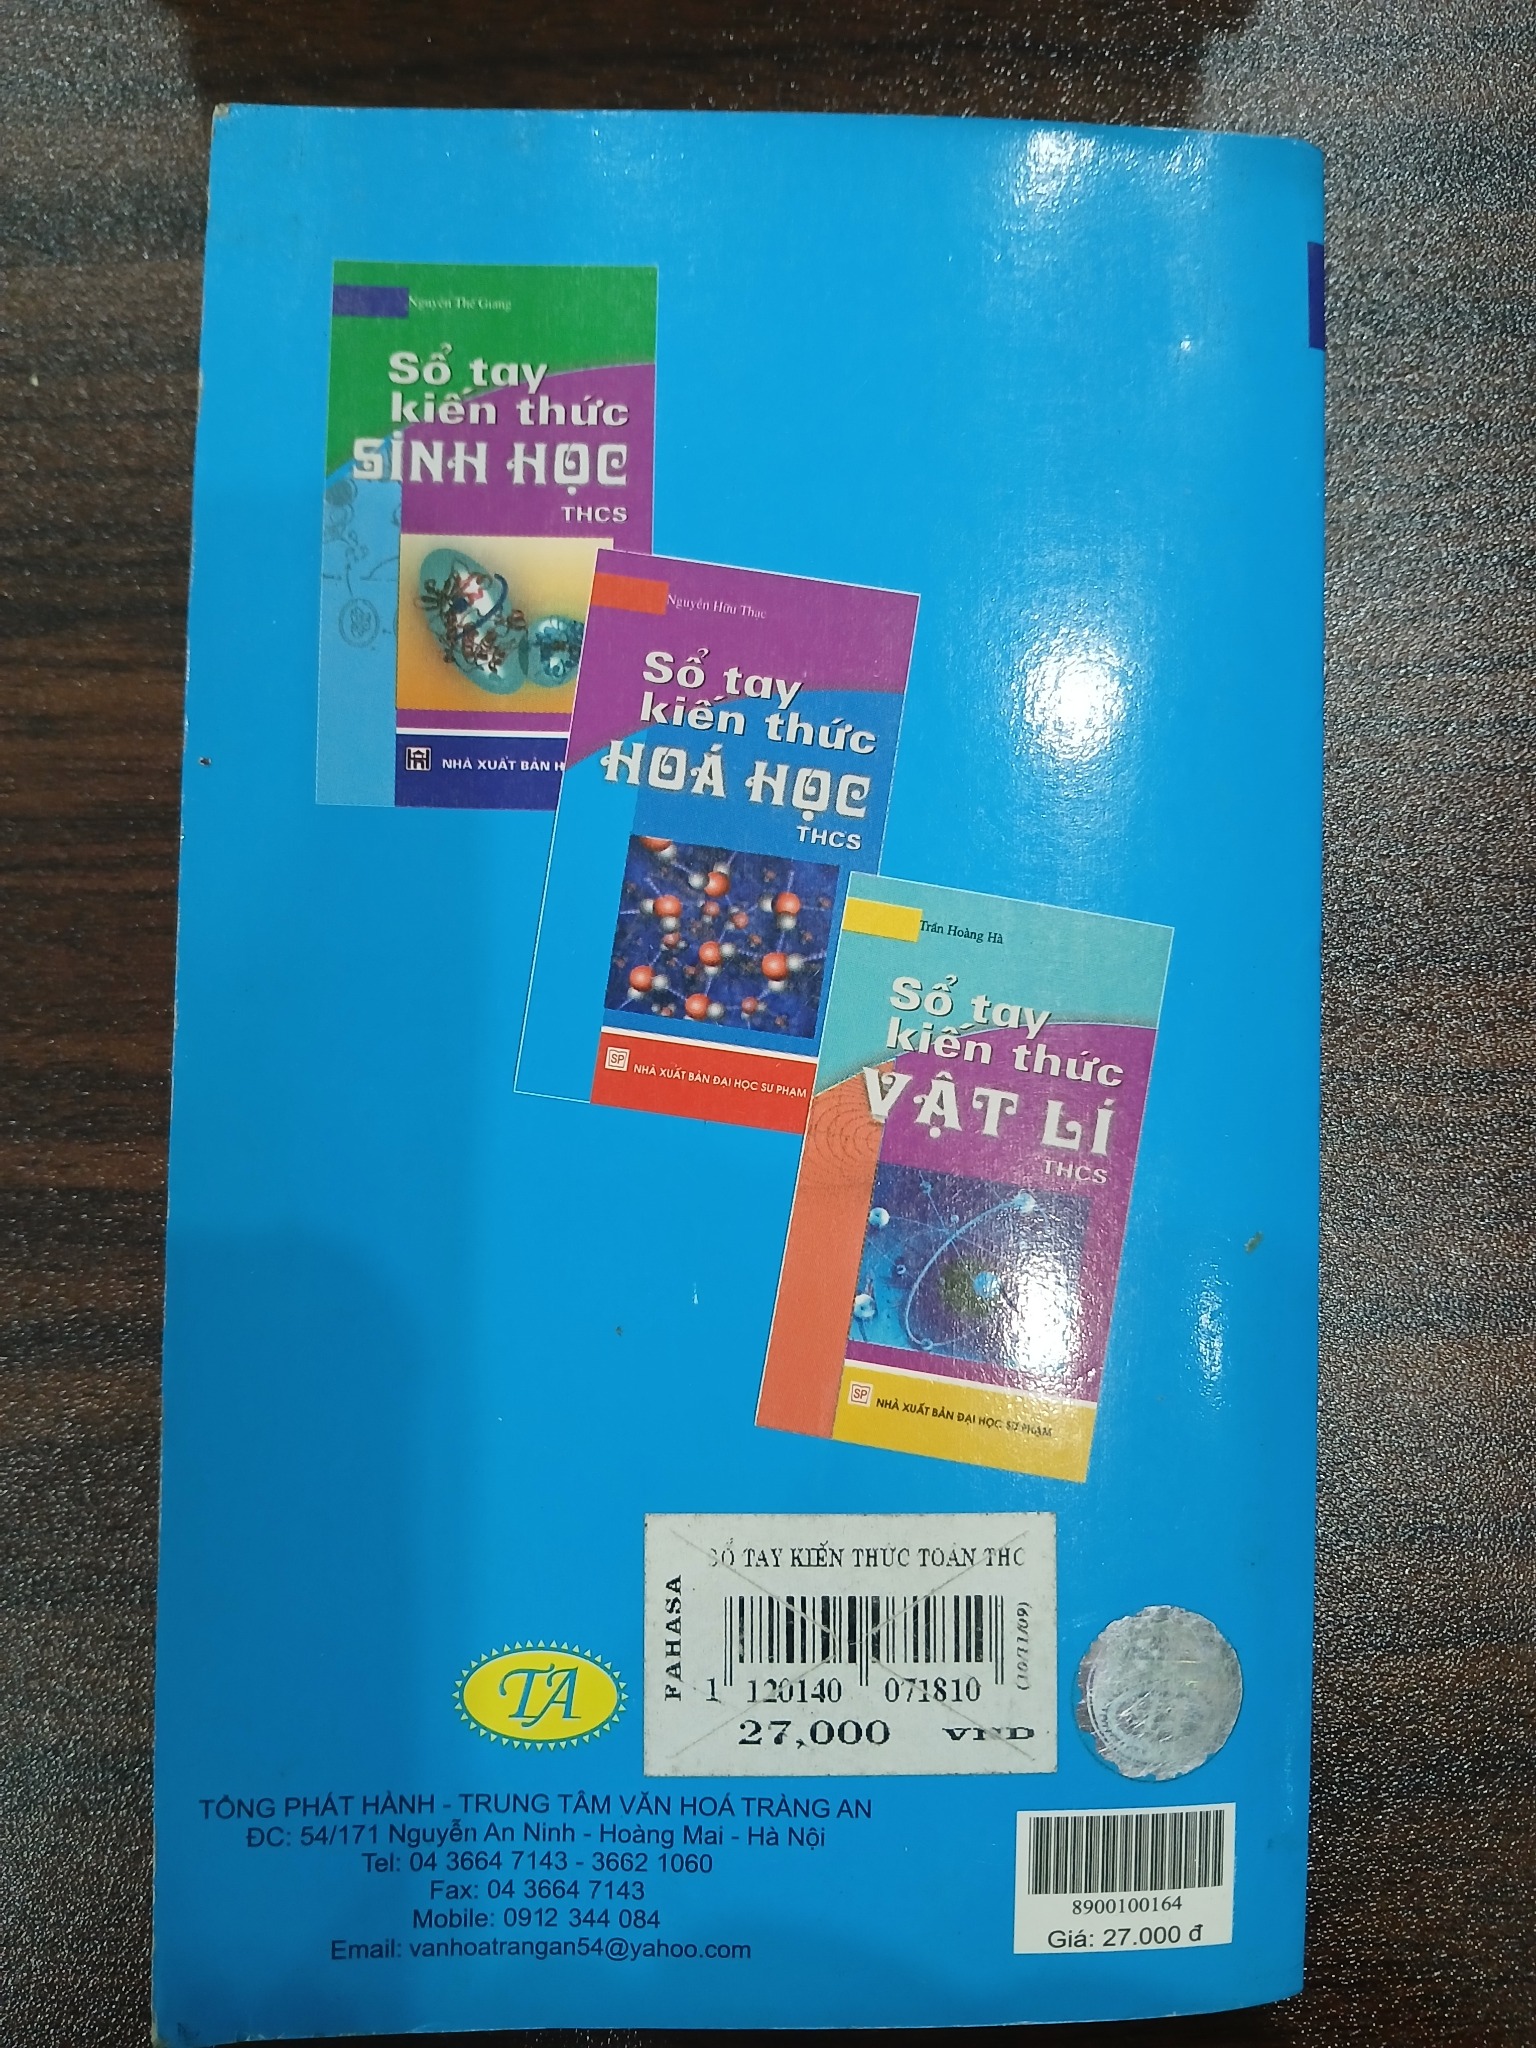 Nguyễn Thế Giang
Sổ tay
kiến thức
SINH HỌC
THCS
NHÀ XUẤT BẢN
Nguyễn Hữu Thạc
Sổ tay
kiến thức
HOÁ HỌC
THCS
SP
NHÀ XUẤT BẢN ĐẠI HỌC SƯ PHẠM
Trần Hoàng Hà
Sổ tay
kiến thức
VẬT LÍ
THCS
SP
NHÀ XUẤT BẢN ĐẠI HỌC SƯ PHẠM
SỔ TAY KIẾN THỨC TOÁN THC
FAHASA
(10/11/09)
1 120140 071810
27,000 VND
TA
TỔNG PHÁT HÀNH - TRUNG TÂM VĂN HOÁ TRÀNG AN
ĐC: 54/171 Nguyễn An Ninh - Hoàng Mai - Hà Nội
Tel: 04 3664 7143 - 3662 1060
Fax: 04 3664 7143
Mobile: 0912 344 084
Email: vanhoatrangan54@yahoo.com
8900100164
Giá: 27.000 đ